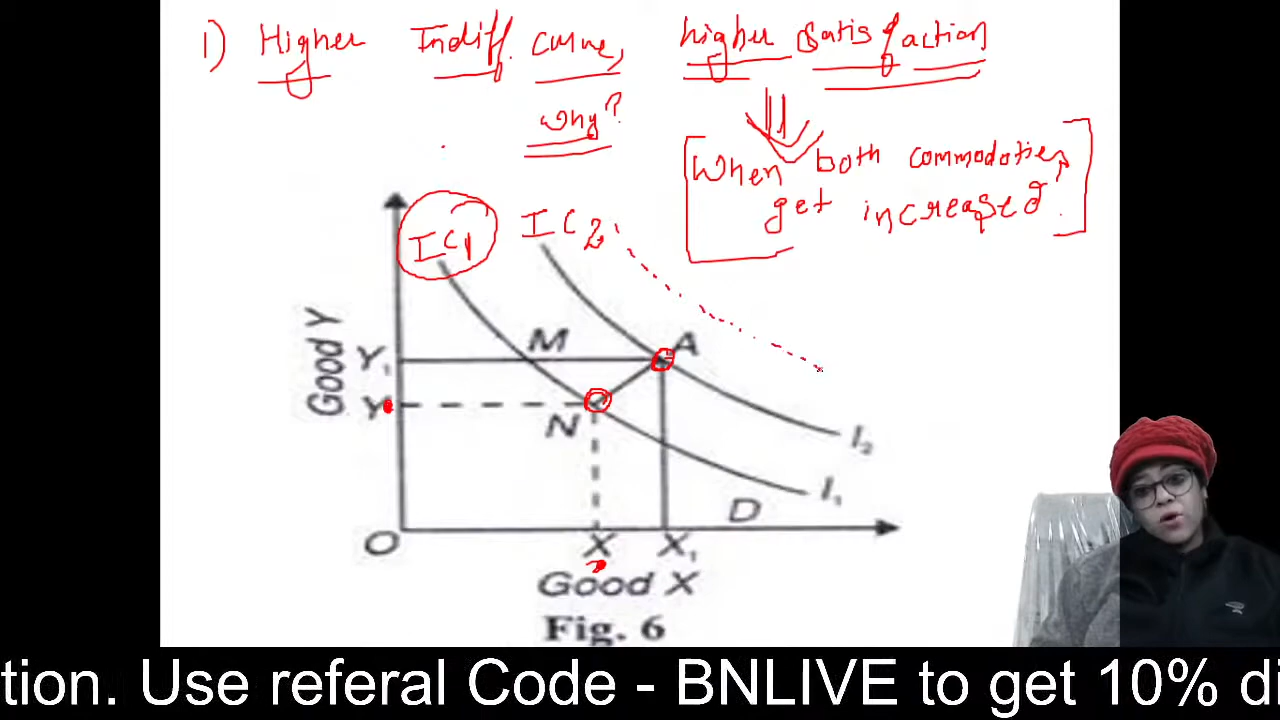 1) Higher Indiff. curve, higher satisfaction
why?
[When both commodoties
get increased.]
IC1 IC2
Good Y
M A
Y1
Y
N
I2
I1
D
O X X1
Good X
Fig. 6
tion. Use referal Code - BNLIVE to get 10% di